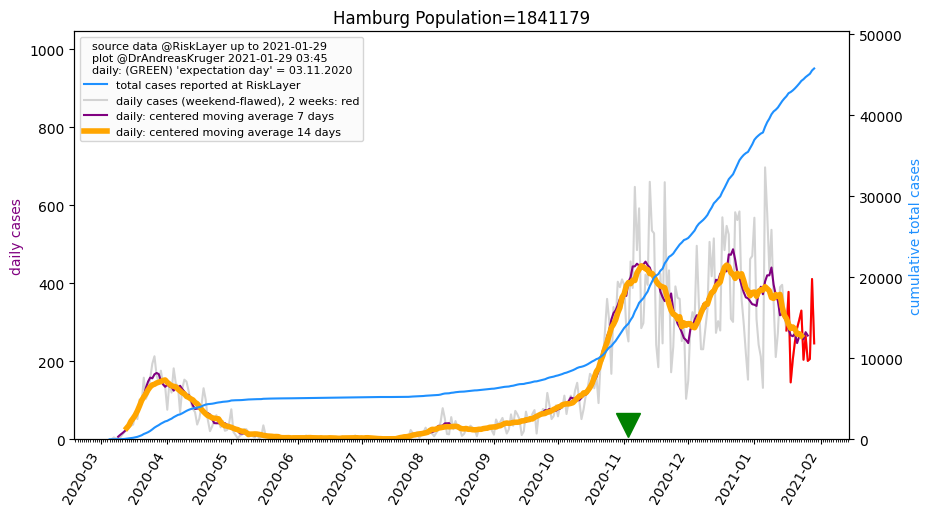 Hamburg Population=1841179
source data @RiskLayer up to 2021-01-29
plot @DrAndreasKruger 2021-01-29 03:45
daily: (GREEN) 'expectation day' = 03.11.2020
total cases reported at RiskLayer
daily cases (weekend-flawed), 2 weeks: red
daily: centered moving average 7 days
daily: centered moving average 14 days
daily cases
1000
800
600
400
200
0
50000
40000
30000
20000
10000
0
cumulative total cases
2020-03
2020-04
2020-05
2020-06
2020-07
2020-08
2020-09
2020-10
2020-11
2020-12
2021-01
2021-02